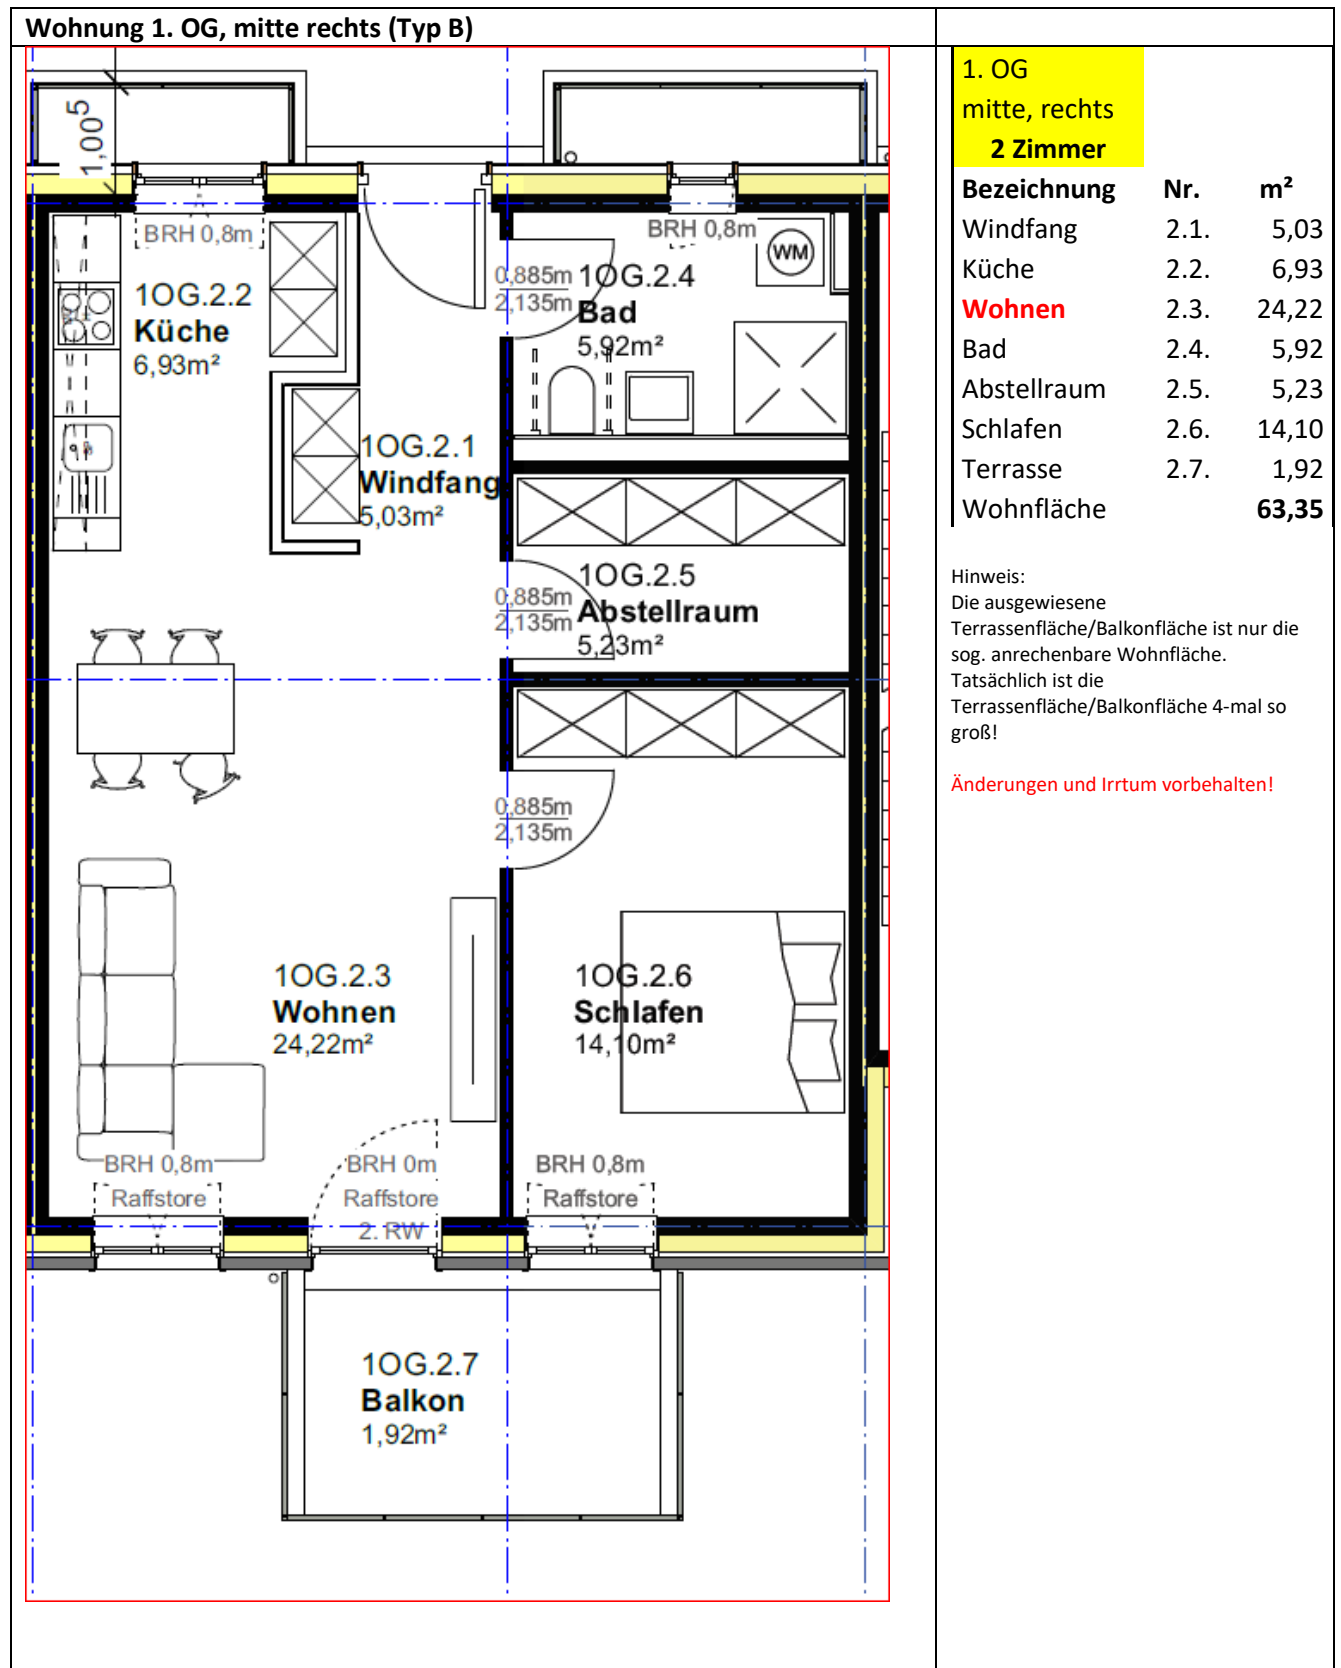 Wohnung 1. OG, mitte rechts (Typ B)
1,00⁵
BRH 0,8m
BRH 0,8m
WM
1OG.2.2
Küche
6,93m²
0,885m
2,135m
1OG.2.4
Bad
5,92m²
1OG.2.1
Windfang
5,03m²
0,885m
2,135m
1OG.2.5
Abstellraum
5,23m²
0,885m
2,135m
1OG.2.3
Wohnen
24,22m²
1OG.2.6
Schlafen
14,10m²
BRH 0,8m
Raffstore
BRH 0m
Raffstore
2. RW
BRH 0,8m
Raffstore
1OG.2.7
Balkon
1,92m²
1. OG
mitte, rechts
2 Zimmer
Bezeichnung Nr. m²
Windfang 2.1. 5,03
Küche 2.2. 6,93
Wohnen 2.3. 24,22
Bad 2.4. 5,92
Abstellraum 2.5. 5,23
Schlafen 2.6. 14,10
Terrasse 2.7. 1,92
Wohnfläche 63,35
Hinweis:
Die ausgewiesene
Terrassenfläche/Balkonfläche ist nur die
sog. anrechenbare Wohnfläche.
Tatsächlich ist die
Terrassenfläche/Balkonfläche 4-mal so
groß!
Änderungen und Irrtum vorbehalten!